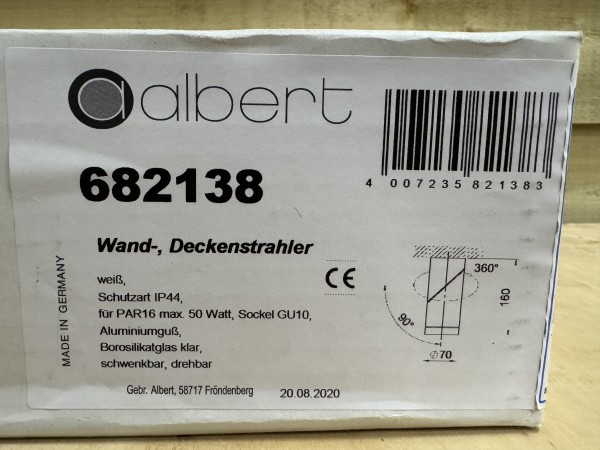 albert
682138
4 007235 821383
Wand-, Deckenstrahler
weiß,
Schutzart IP44,
für PAR16 max. 50 Watt, Sockel GU10,
Aluminiumguß,
Borosilikatglas klar,
schwenkbar, drehbar
CE
MADE IN GERMANY
360°
160
90°
Ø70
Gebr. Albert, 58717 Fröndenberg
20.08.2020